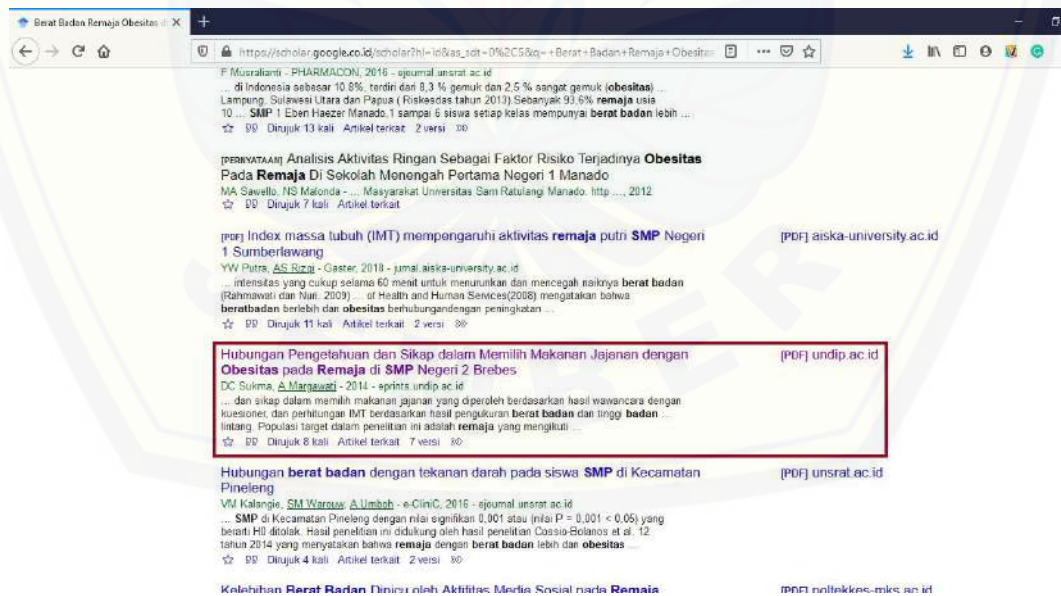 Berat Badan Remaja Obesitas
https://scholar.google.co.id/scholar?hl=id&as_sdt=0%2C5&q=+Berat+Badan+Remaja+Obesitas
F Musralianti - PHARMACON, 2016 - ejournal.unsrat.ac.id
... di Indonesia sebesar 10.8%, terdiri dari 8,3 % gemuk dan 2,5 % sangat gemuk (obesitas) ...
Lampung, Sulawesi Utara dan Papua ( Riskesdas tahun 2013) Sebanyak 93,6% remaja usia
10 ... SMP 1 Eben Haezer Manado,1 sampai 6 siswa setiap kelas mempunyai berat badan lebih ...
Dirujuk 13 kali Artikel terkait 2 versi
[PERNYATAAN] Analisis Aktivitas Ringan Sebagai Faktor Risiko Terjadinya Obesitas
Pada Remaja Di Sekolah Menengah Pertama Negeri 1 Manado
MA Sawello, NS Malonda - ... Masyarakat Universitas Sam Ratulangi Manado. http ..., 2012
Dirujuk 7 kali Artikel terkait
[PDF] Index massa tubuh (IMT) mempengaruhi aktivitas remaja putri SMP Negeri
1 Sumberlawang
[PDF] aiska-university.ac.id
YW Putra, AS Rizqi - Gaster, 2018 - jurnal.aiska-university.ac.id
... intensitas yang cukup selama 60 menit untuk menurunkan dan mencegah naiknya berat badan
(Rahmawati dan Nuri. 2009) ... of Health and Human Services(2008) mengatakan bahwa
beratbadan berlebih dan obesitas berhubungandengan peningkatan ...
Dirujuk 11 kali Artikel terkait 2 versi
Hubungan Pengetahuan dan Sikap dalam Memilih Makanan Jajanan dengan
Obesitas pada Remaja di SMP Negeri 2 Brebes
[PDF] undip.ac.id
DC Sukma, A Margawati - 2014 - eprints.undip.ac.id
... dan sikap dalam memilih makanan jajanan yang diperoleh berdasarkan hasil wawancara dengan
kuesioner, dan perhitungan IMT berdasarkan hasil pengukuran berat badan dan tinggi badan ...
lintang. Populasi target dalam penelitian ini adalah remaja yang mengikuti ...
Dirujuk 8 kali Artikel terkait 7 versi
Hubungan berat badan dengan tekanan darah pada siswa SMP di Kecamatan
Pineleng
[PDF] unsrat.ac.id
VM Kalangie, SM Warouw, A Umboh - e-CliniC, 2016 - ejournal.unsrat.ac.id
... SMP di Kecamatan Pineleng dengan nilai signifikan 0,001 atau (nilai P = 0,001 < 0,05) yang
berarti H0 ditolak. Hasil penelitian ini didukung oleh hasil penelitian Cossio-Bolanos et al. 12
tahun 2014 yang menyatakan bahwa remaja dengan berat badan lebih dan obesitas ...
Dirujuk 4 kali Artikel terkait 2 versi
Kelebihan Berat Badan Dipicu oleh Aktifitas Media Sosial pada Remaja
[PDF] poltekkes-mks.ac.id